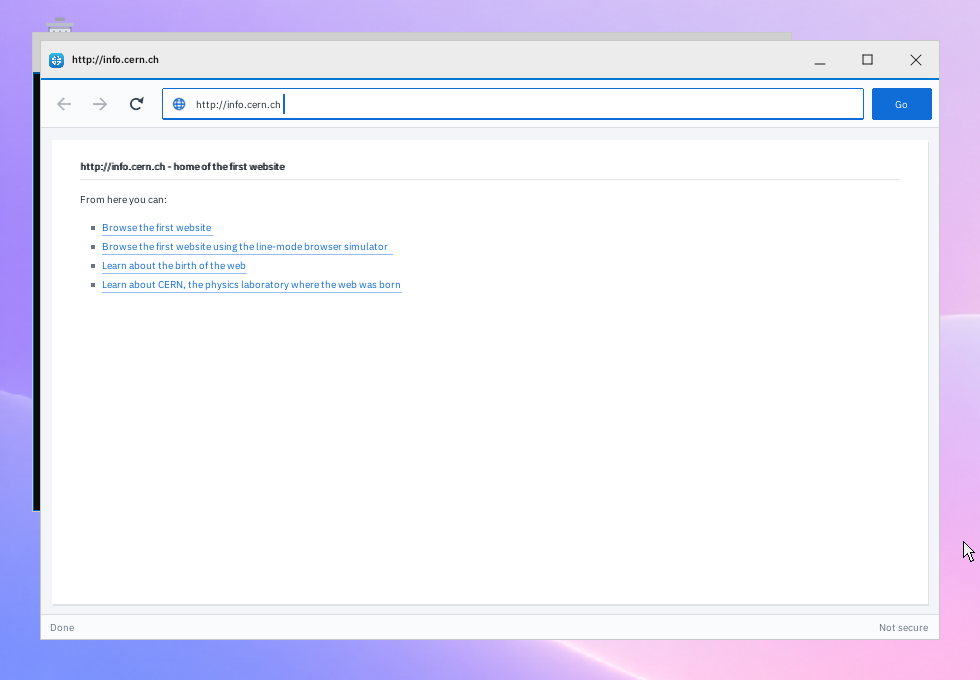 http://info.cern.ch
http://info.cern.ch
Go
http://info.cern.ch - home of the first website
From here you can:
Browse the first website
Browse the first website using the line-mode browser simulator
Learn about the birth of the web
Learn about CERN, the physics laboratory where the web was born
Done
Not secure